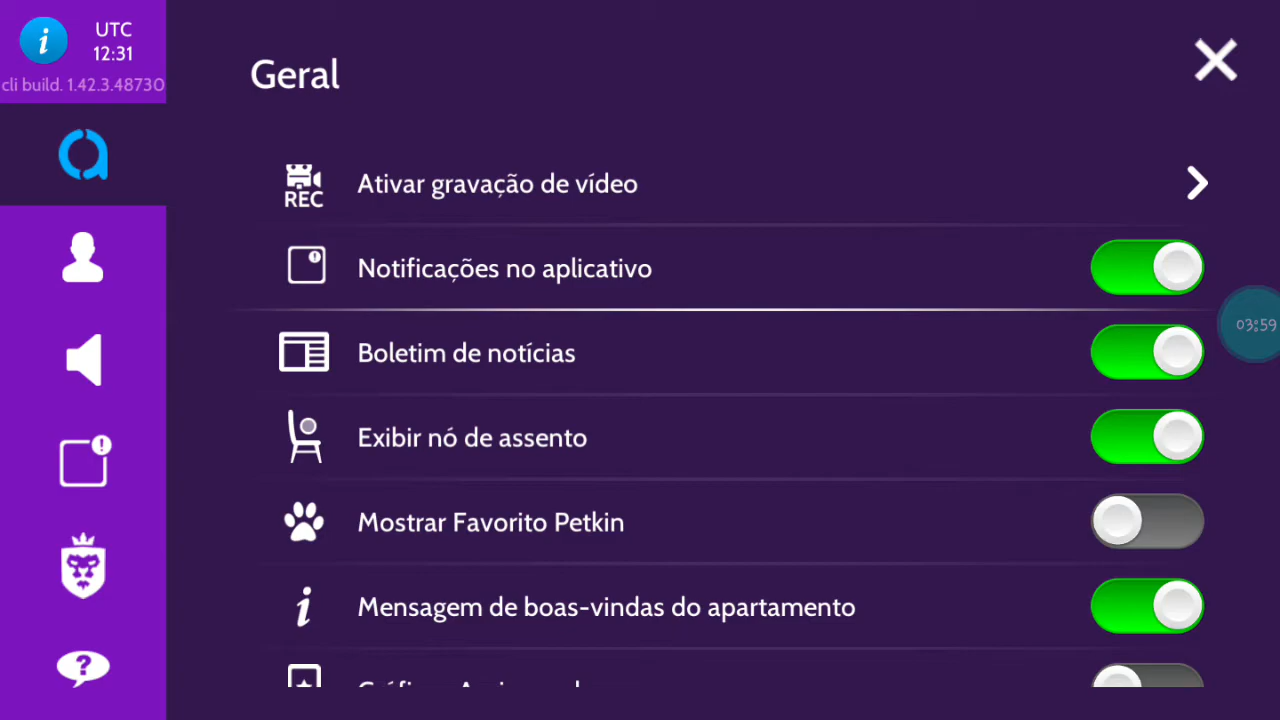 UTC
12:31
cli build. 1.42.3.48730
Geral
REC
Ativar gravação de vídeo
Notificações no aplicativo
03:59
Boletim de notícias
Exibir nó de assento
Mostrar Favorito Petkin
Mensagem de boas-vindas do apartamento